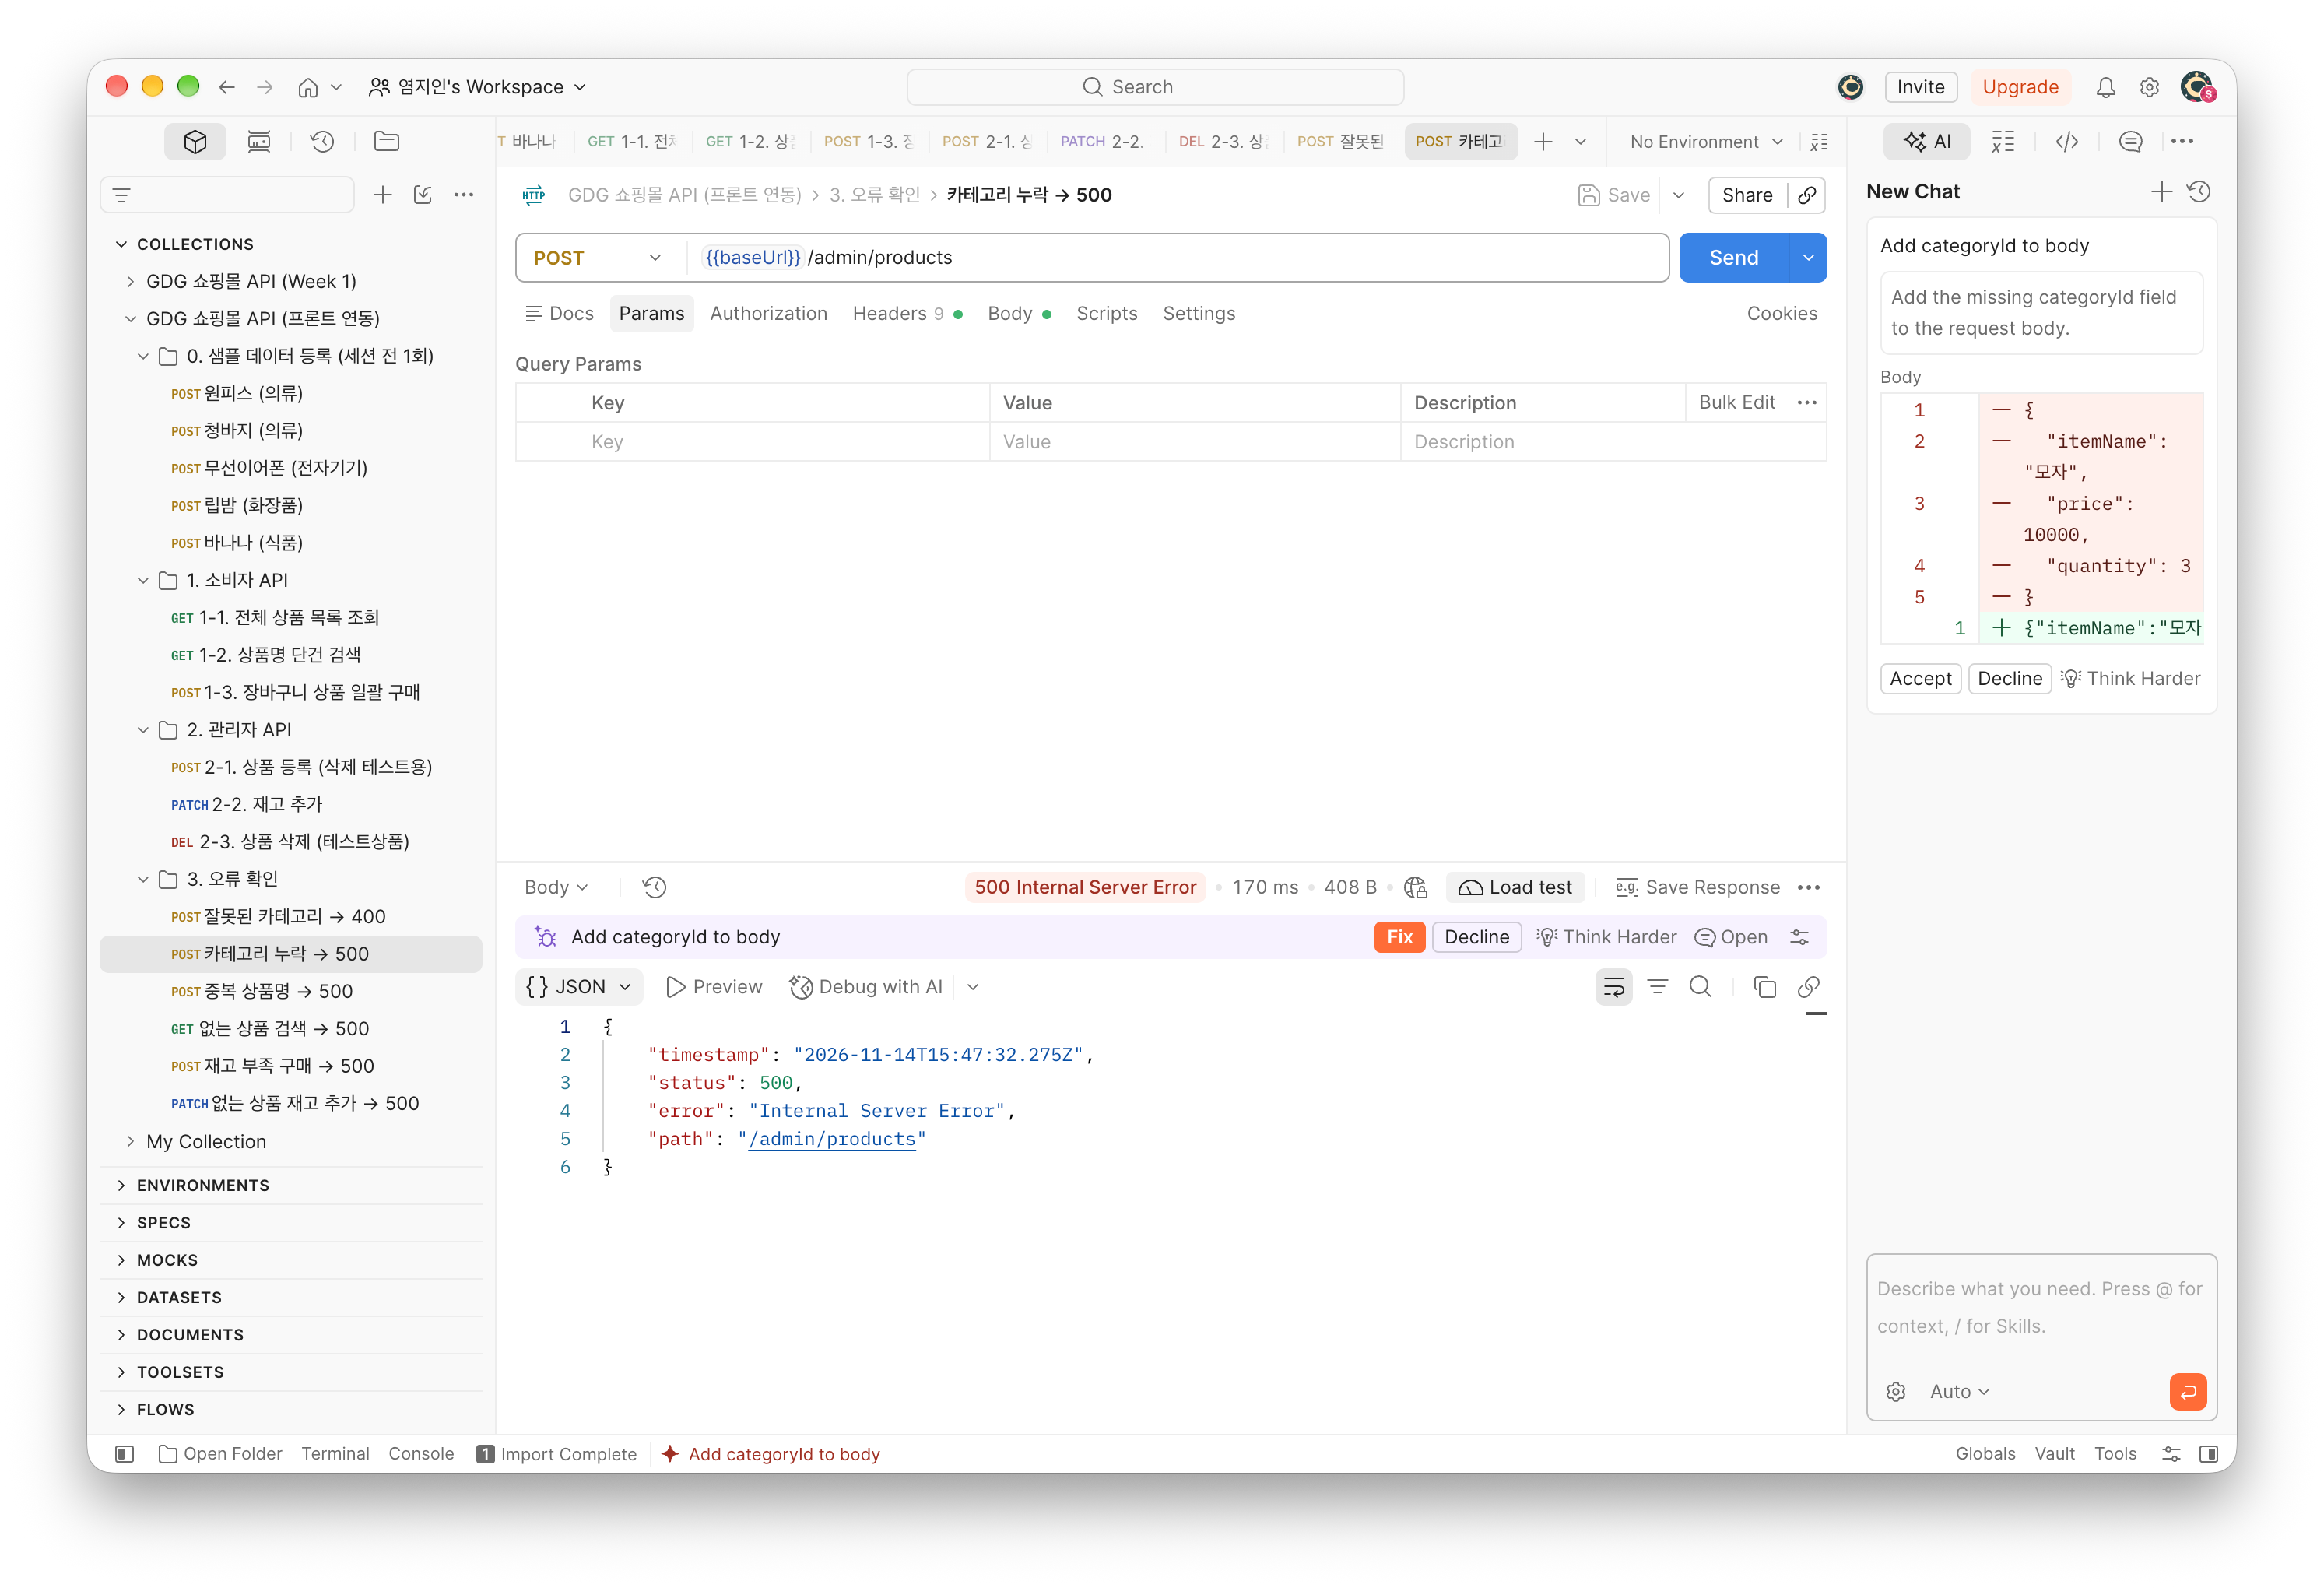 염지인's Workspace
Search
Invite
Upgrade
S
T 바나나
GET 1-1. 전
GET 1-2. 상
POST 1-3.
POST 2-1.
PATCH 2-2.
DEL 2-3. 상
POST 잘못된
POST 카테고
No Environment
AI
HTTP
GDG 쇼핑몰 API (프론트 연동) > 3. 오류 확인 > 카테고리 누락 → 500
Save
Share
POST
{{baseUrl}} /admin/products
Send
Docs
Params
Authorization
Headers 9
Body
Scripts
Settings
Cookies
Query Params
Key
Value
Description
Bulk Edit
Key
Value
Description
COLLECTIONS
GDG 쇼핑몰 API (Week 1)
GDG 쇼핑몰 API (프론트 연동)
0. 샘플 데이터 등록 (세션 전 1회)
POST 원피스 (의류)
POST 청바지 (의류)
POST 무선이어폰 (전자기기)
POST 립밤 (화장품)
POST 바나나 (식품)
1. 소비자 API
GET 1-1. 전체 상품 목록 조회
GET 1-2. 상품명 단건 검색
POST 1-3. 장바구니 상품 일괄 구매
2. 관리자 API
POST 2-1. 상품 등록 (삭제 테스트용)
PATCH 2-2. 재고 추가
DEL 2-3. 상품 삭제 (테스트상품)
3. 오류 확인
POST 잘못된 카테고리 → 400
POST 카테고리 누락 → 500
POST 중복 상품명 → 500
GET 없는 상품 검색 → 500
POST 재고 부족 구매 → 500
PATCH 없는 상품 재고 추가 → 500
My Collection
ENVIRONMENTS
SPECS
MOCKS
DATASETS
DOCUMENTS
TOOLSETS
FLOWS
Body
500 Internal Server Error
170 ms
408 B
Load test
e.g. Save Response
Add categoryId to body
Fix
Decline
Think Harder
Open
{} JSON
Preview
Debug with AI
1 {
2 "timestamp": "2026-11-14T15:47:32.275Z",
3 "status": 500,
4 "error": "Internal Server Error",
5 "path": "/admin/products"
6 }
New Chat
Add categoryId to body
Add the missing categoryId field
to the request body.
Body
1 — {
2 — "itemName":
"모자",
3 — "price":
10000,
4 — "quantity": 3
5 — }
1 + {"itemName":"모자
Accept
Decline
Think Harder
Describe what you need. Press @ for
context, / for Skills.
Auto
Open Folder
Terminal
Console
1 Import Complete
Add categoryId to body
Globals
Vault
Tools